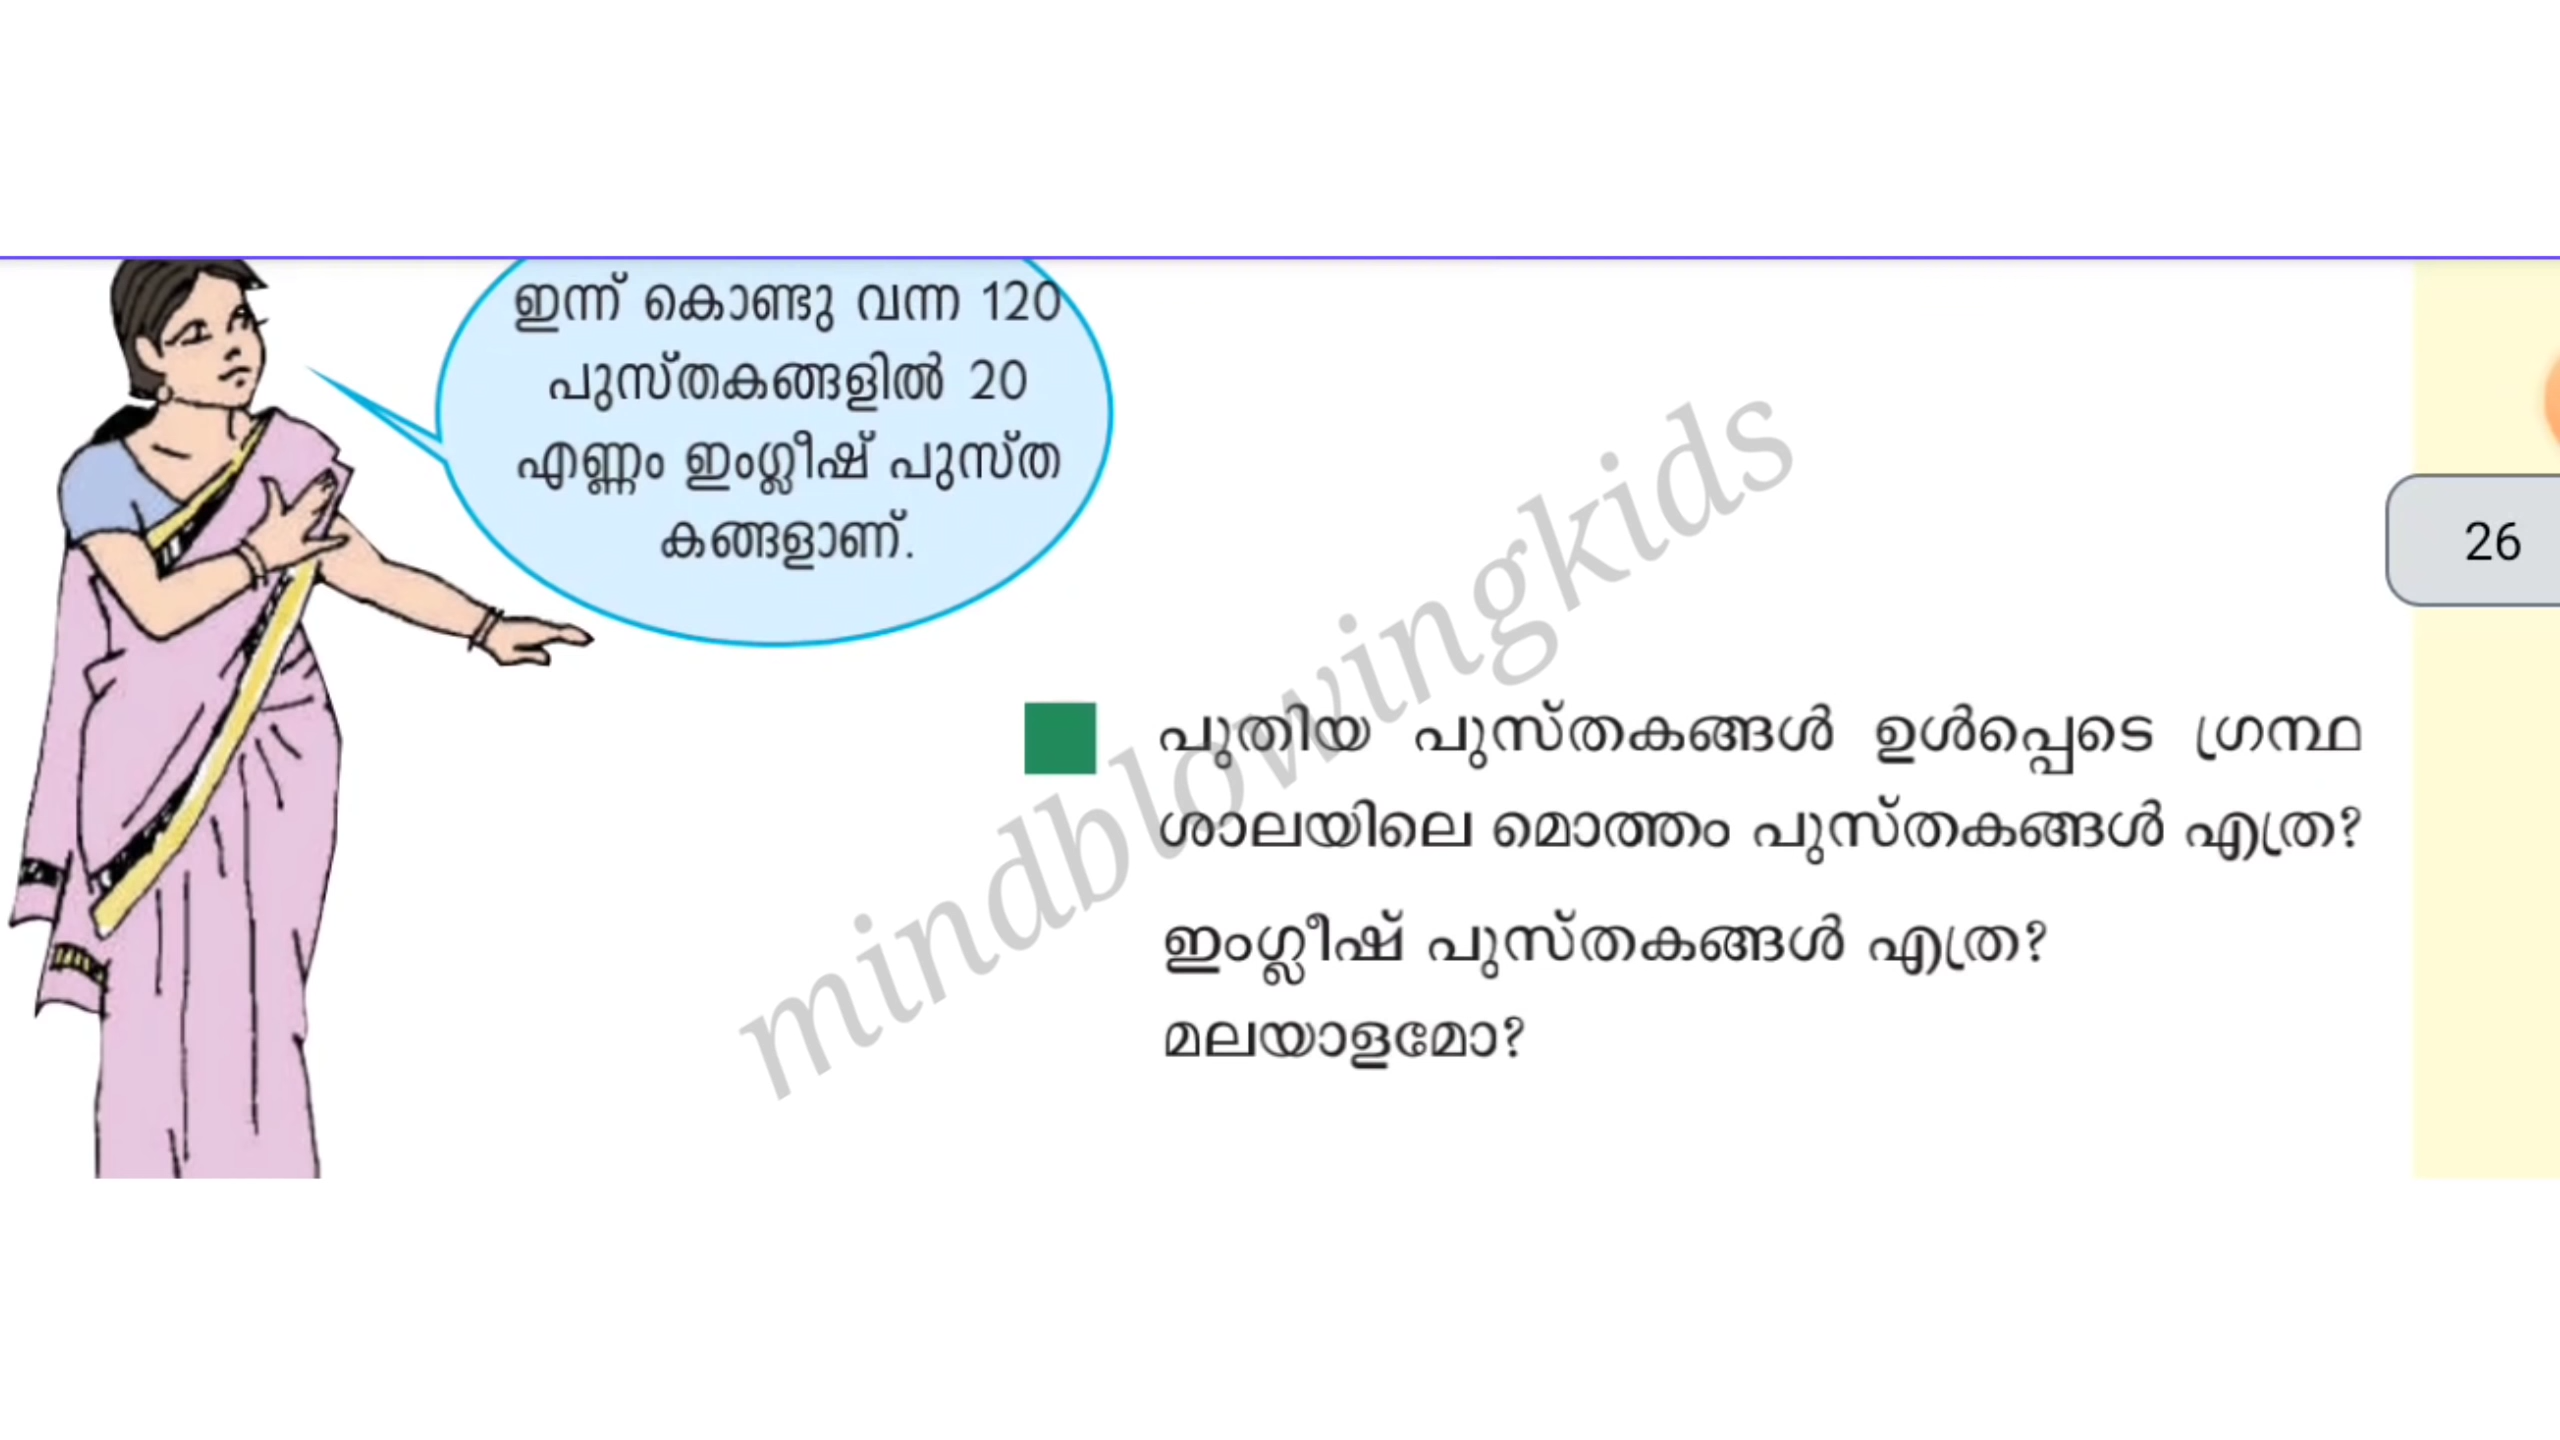 ഇന്ന് കൊണ്ടു വന്ന 120
പുസ്തകങ്ങളിൽ 20
എണ്ണം ഇംഗ്ലീഷ് പുസ്ത
കങ്ങളാണ്.
26
പുതിയ പുസ്തകങ്ങൾ ഉൾപ്പെടെ ഗ്രന്ഥ
ശാലയിലെ മൊത്തം പുസ്തകങ്ങൾ എത്ര?
ഇംഗ്ലീഷ് പുസ്തകങ്ങൾ എത്ര?
മലയാളമോ?
mindblowingkids